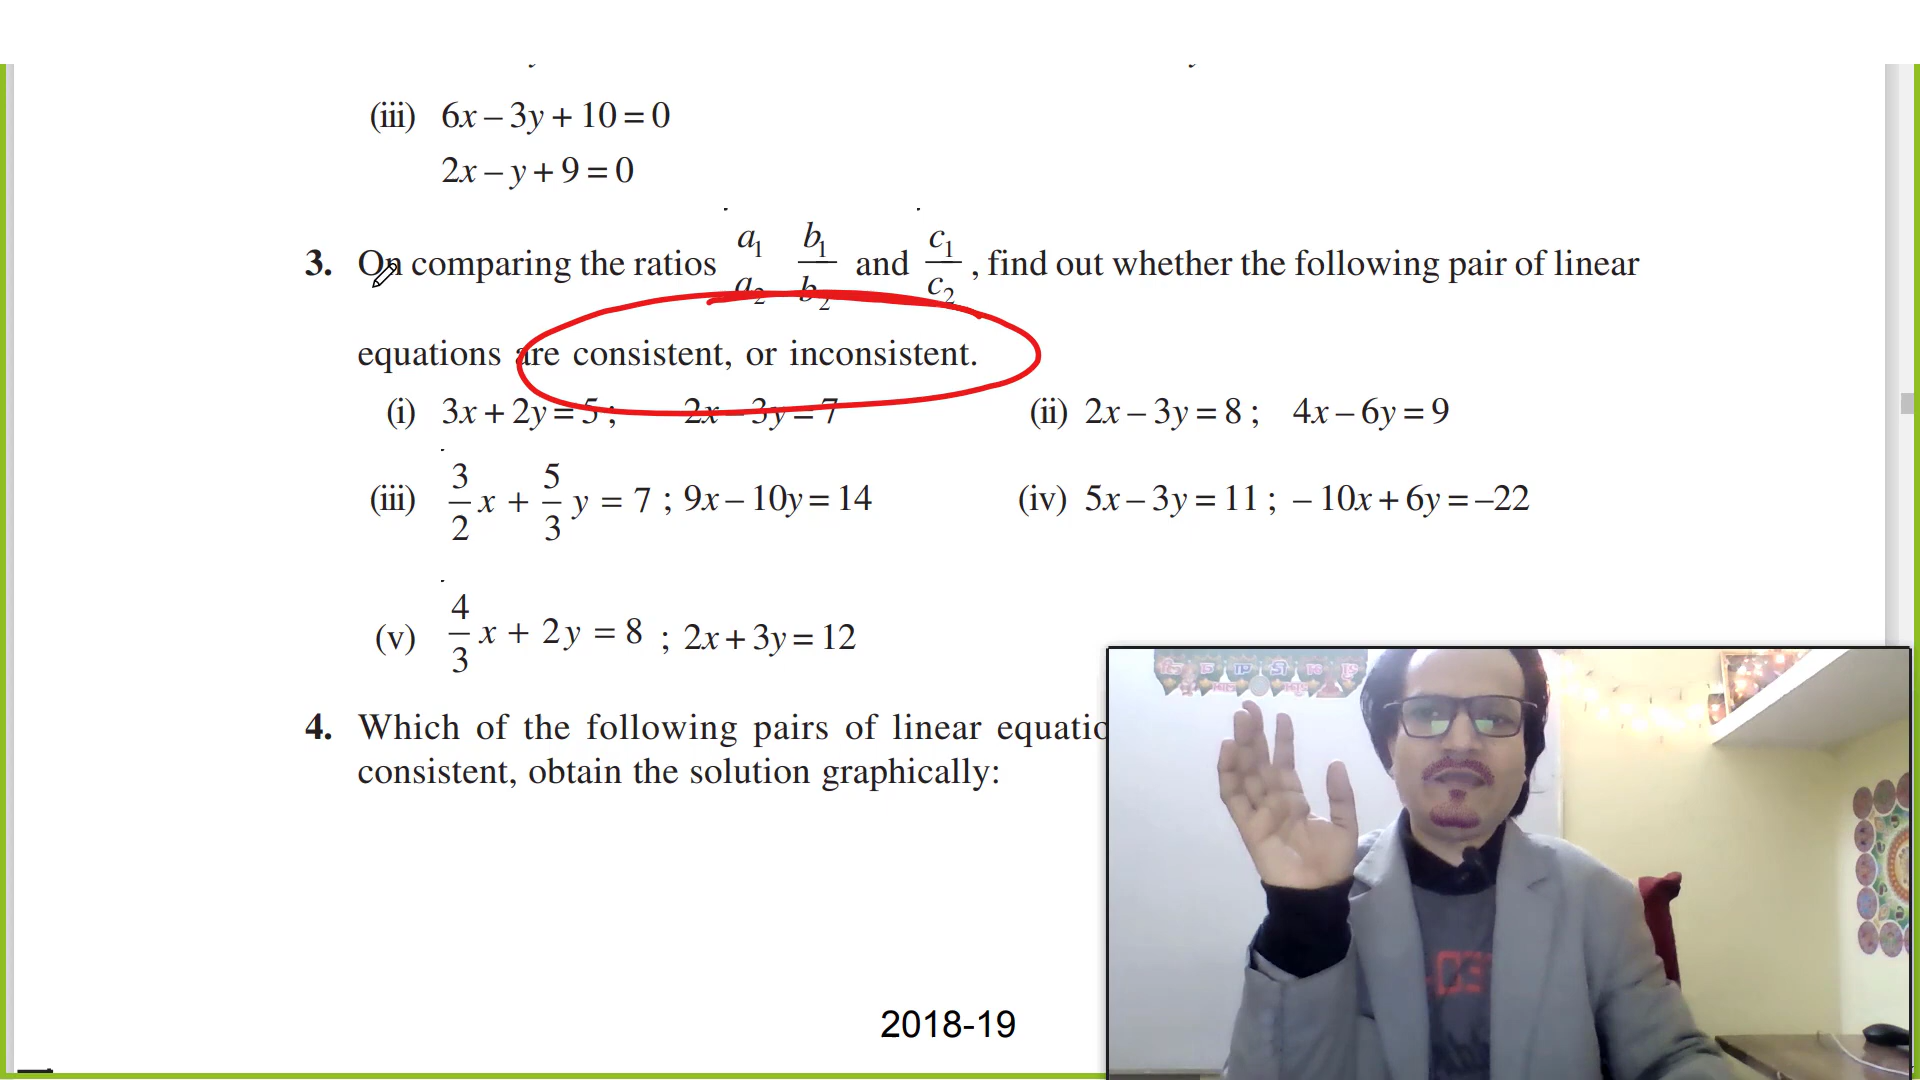 (iii) 6x – 3y + 10 = 0
2x – y + 9 = 0
3. On comparing the ratios a₁/a₂ b₁/b₂ and c₁/c₂, find out whether the following pair of linear
equations are consistent, or inconsistent.
(i) 3x + 2y = 5 ; 2x – 3y = 7 (ii) 2x – 3y = 8 ; 4x – 6y = 9
(iii) 3/2 x + 5/3 y = 7 ; 9x – 10y = 14 (iv) 5x – 3y = 11 ; – 10x + 6y = –22
(v) 4/3 x + 2y = 8 ; 2x + 3y = 12
4. Which of the following pairs of linear equatio
consistent, obtain the solution graphically:
2018-19